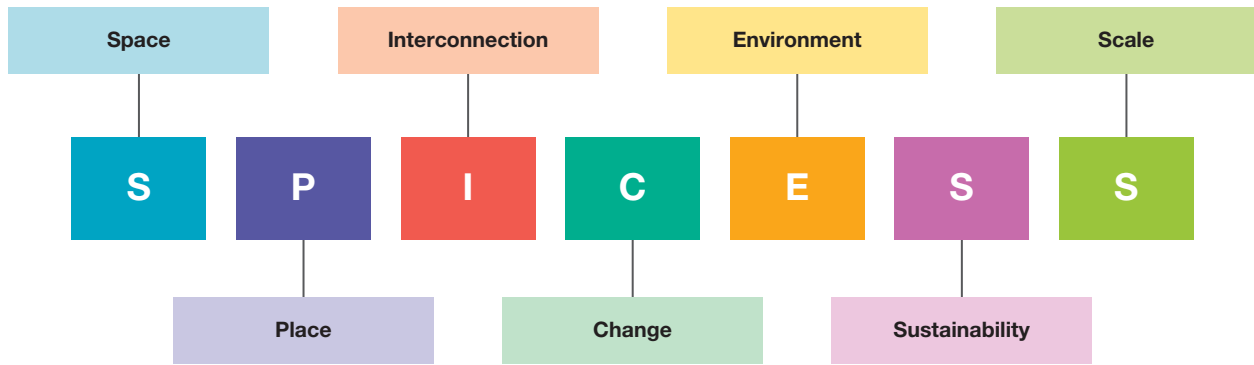 Space Interconnection Environment Scale
S P I C E S S
Place Change Sustainability